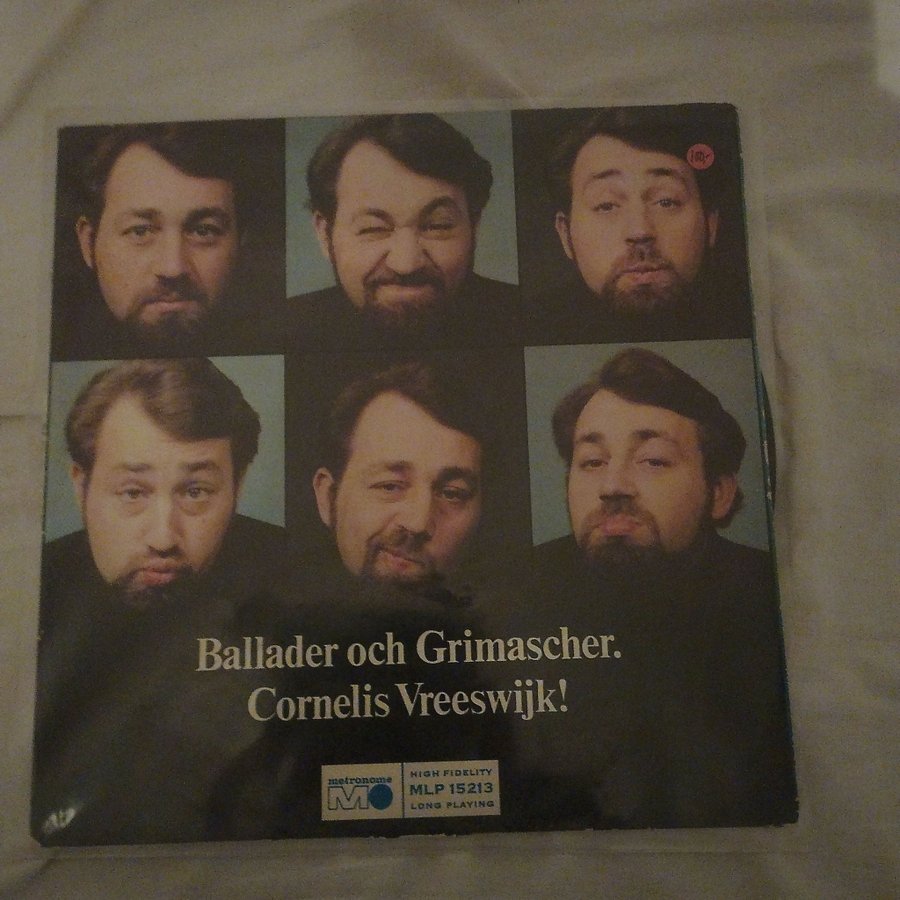 Ballader och Grimascher.
Cornelis Vreeswijk!
metronome
HIGH FIDELITY
MLP 15213
LONG PLAYING